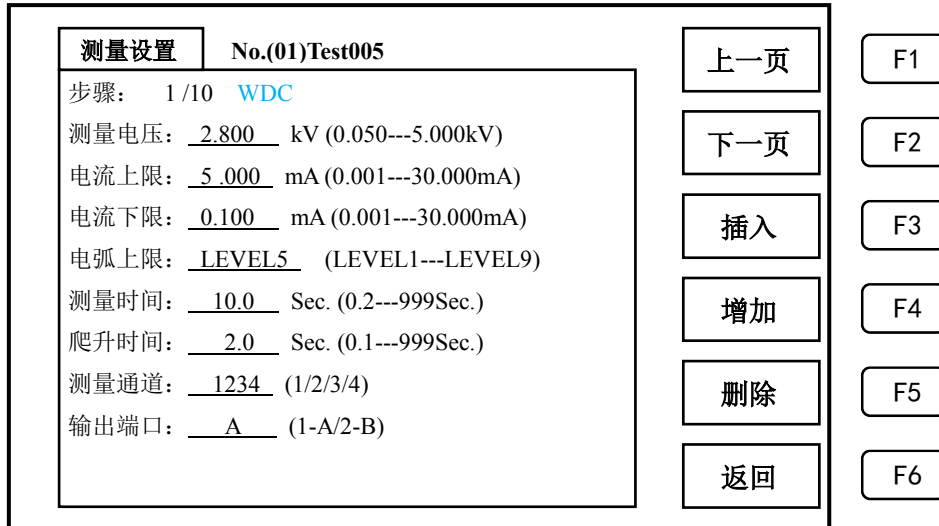 测量设置 No.(01)Test005
步骤： 1 /10 WDC
测量电压： 2.800 kV (0.050---5.000kV)
电流上限： 5 .000 mA (0.001---30.000mA)
电流下限： 0.100 mA (0.001---30.000mA)
电弧上限： LEVEL5 (LEVEL1---LEVEL9)
测量时间： 10.0 Sec. (0.2---999Sec.)
爬升时间： 2.0 Sec. (0.1---999Sec.)
测量通道： 1234 (1/2/3/4)
输出端口： A (1-A/2-B)
上一页 F1
下一页 F2
插入 F3
增加 F4
删除 F5
返回 F6